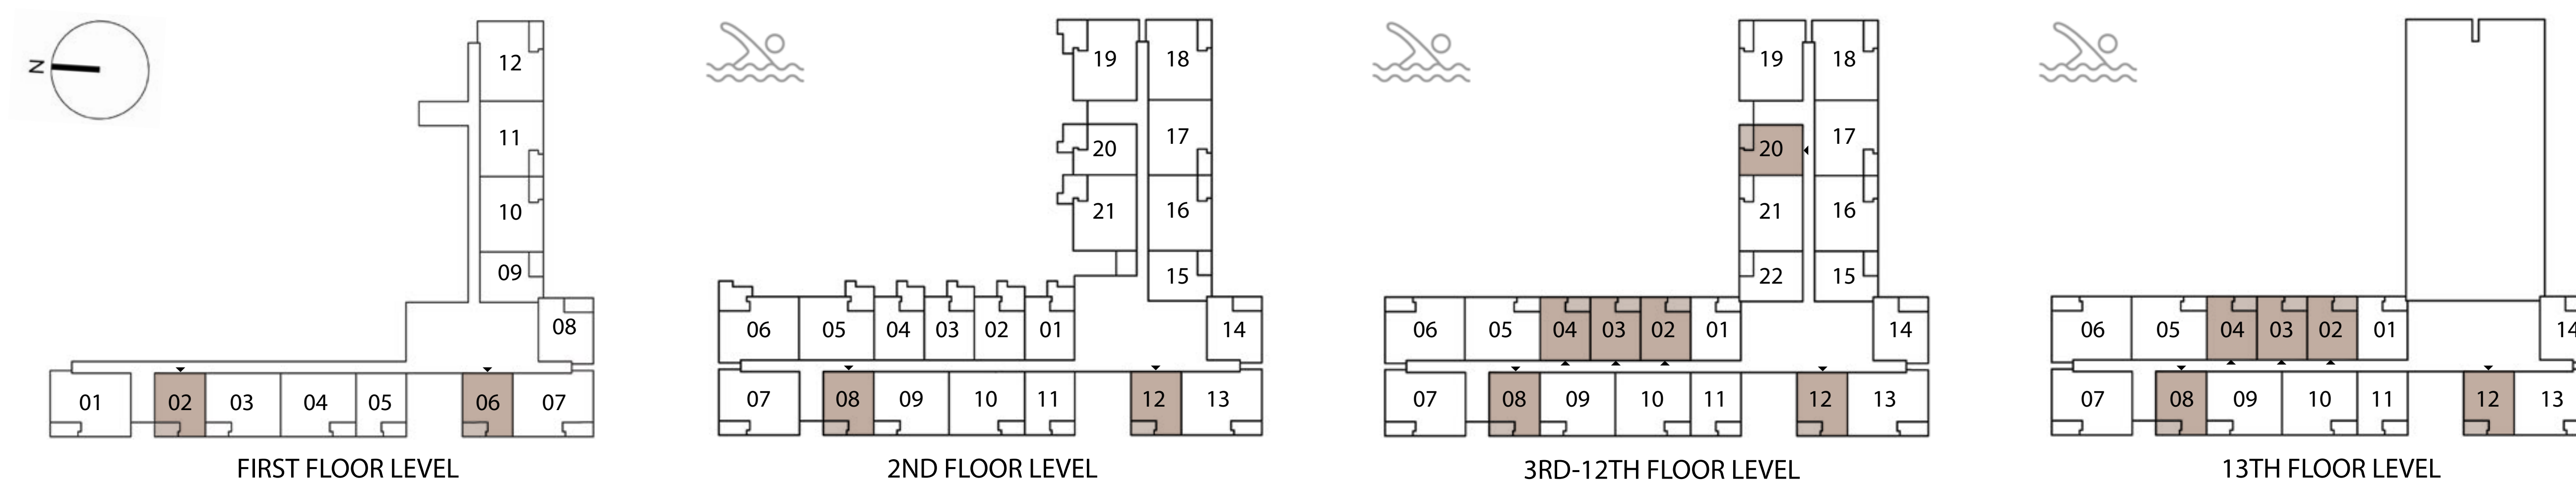 N
12
11
10
09
08
01 02 03 04 05 06 07
FIRST FLOOR LEVEL
19 18
20 17
21 16
15
06 05 04 03 02 01 14
07 08 09 10 11 12 13
2ND FLOOR LEVEL
19 18
20 17
21 16
22 15
06 05 04 03 02 01 14
07 08 09 10 11 12 13
3RD-12TH FLOOR LEVEL
06 05 04 03 02 01 14
07 08 09 10 11 12 13
13TH FLOOR LEVEL